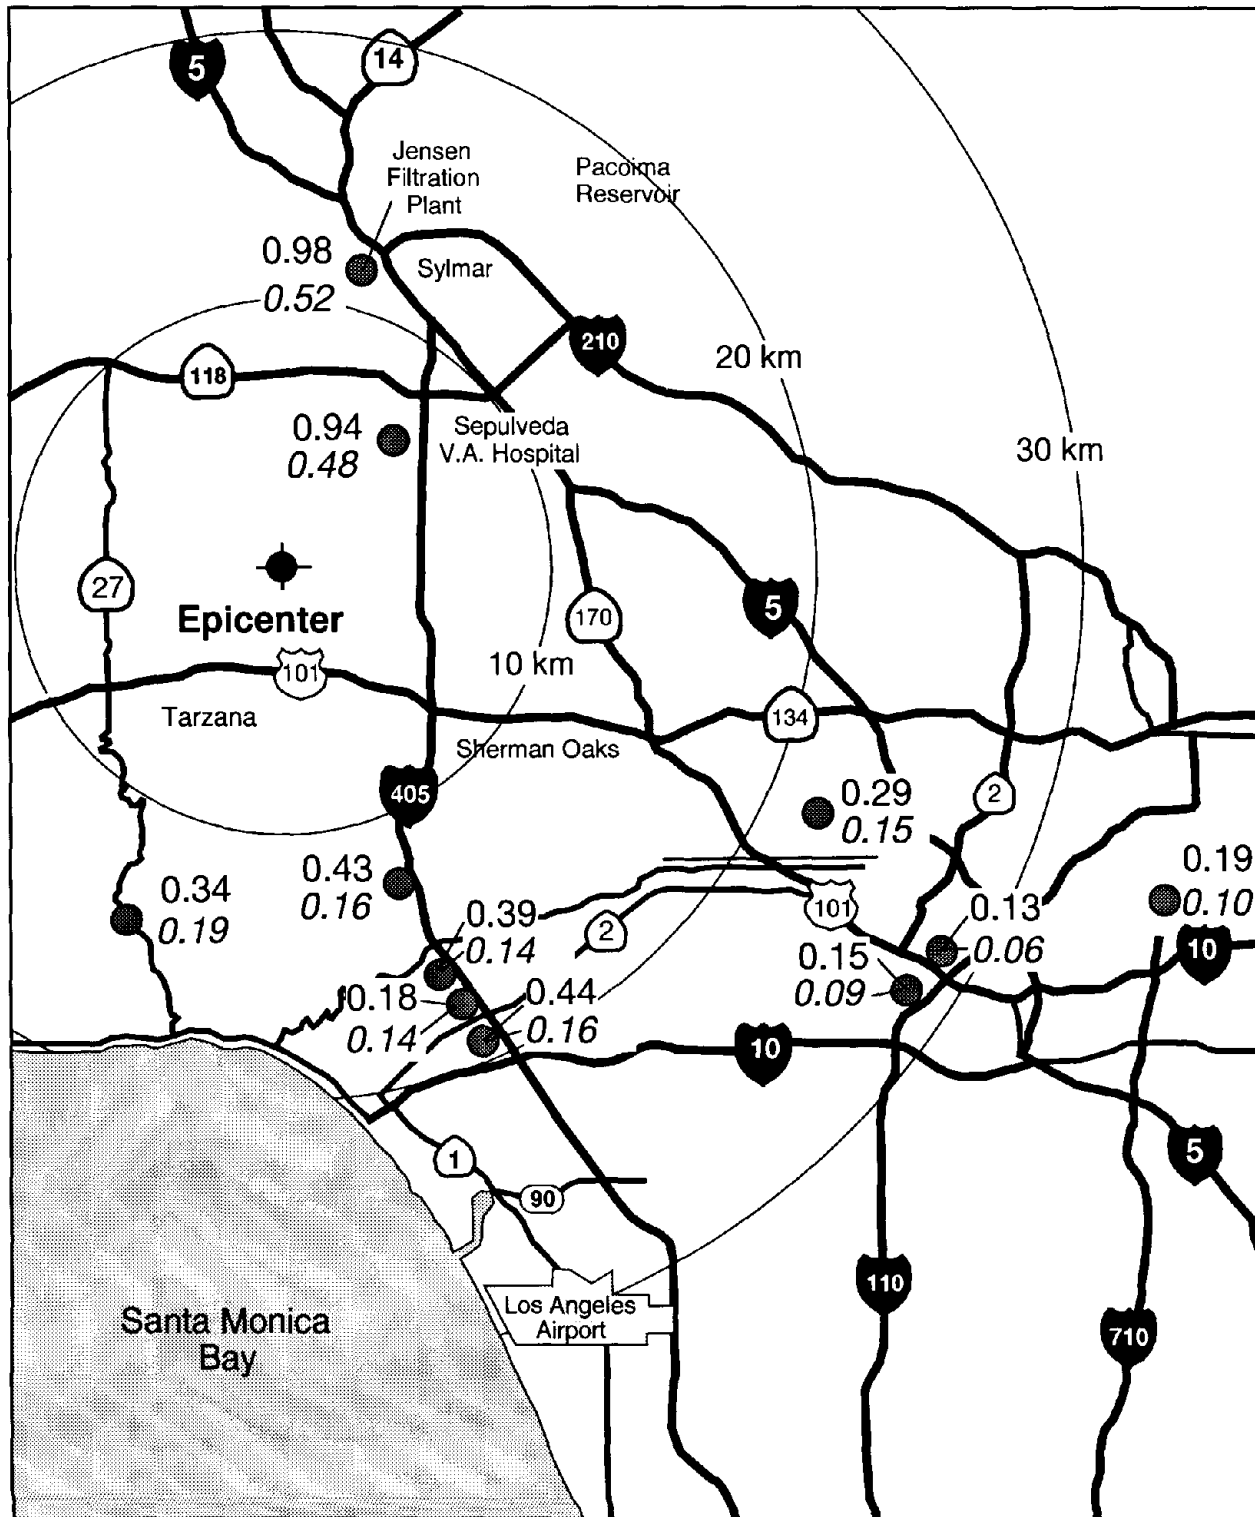 5
14
Jensen
Filtration
Plant
Pacoima
Reservoir
0.98
0.52
Sylmar
210
20 km
118
0.94
0.48
Sepulveda
V.A. Hospital
30 km
27
Epicenter
170
5
101
10 km
Tarzana
134
Sherman Oaks
405
2
0.29
0.15
0.43
0.16
0.34
0.19
0.39
0.14
2
101
0.13
0.06
0.19
0.10
10
0.15
0.09
0.18
0.14
0.44
0.16
10
1
90
5
110
Los Angeles
Airport
Santa Monica
Bay
710